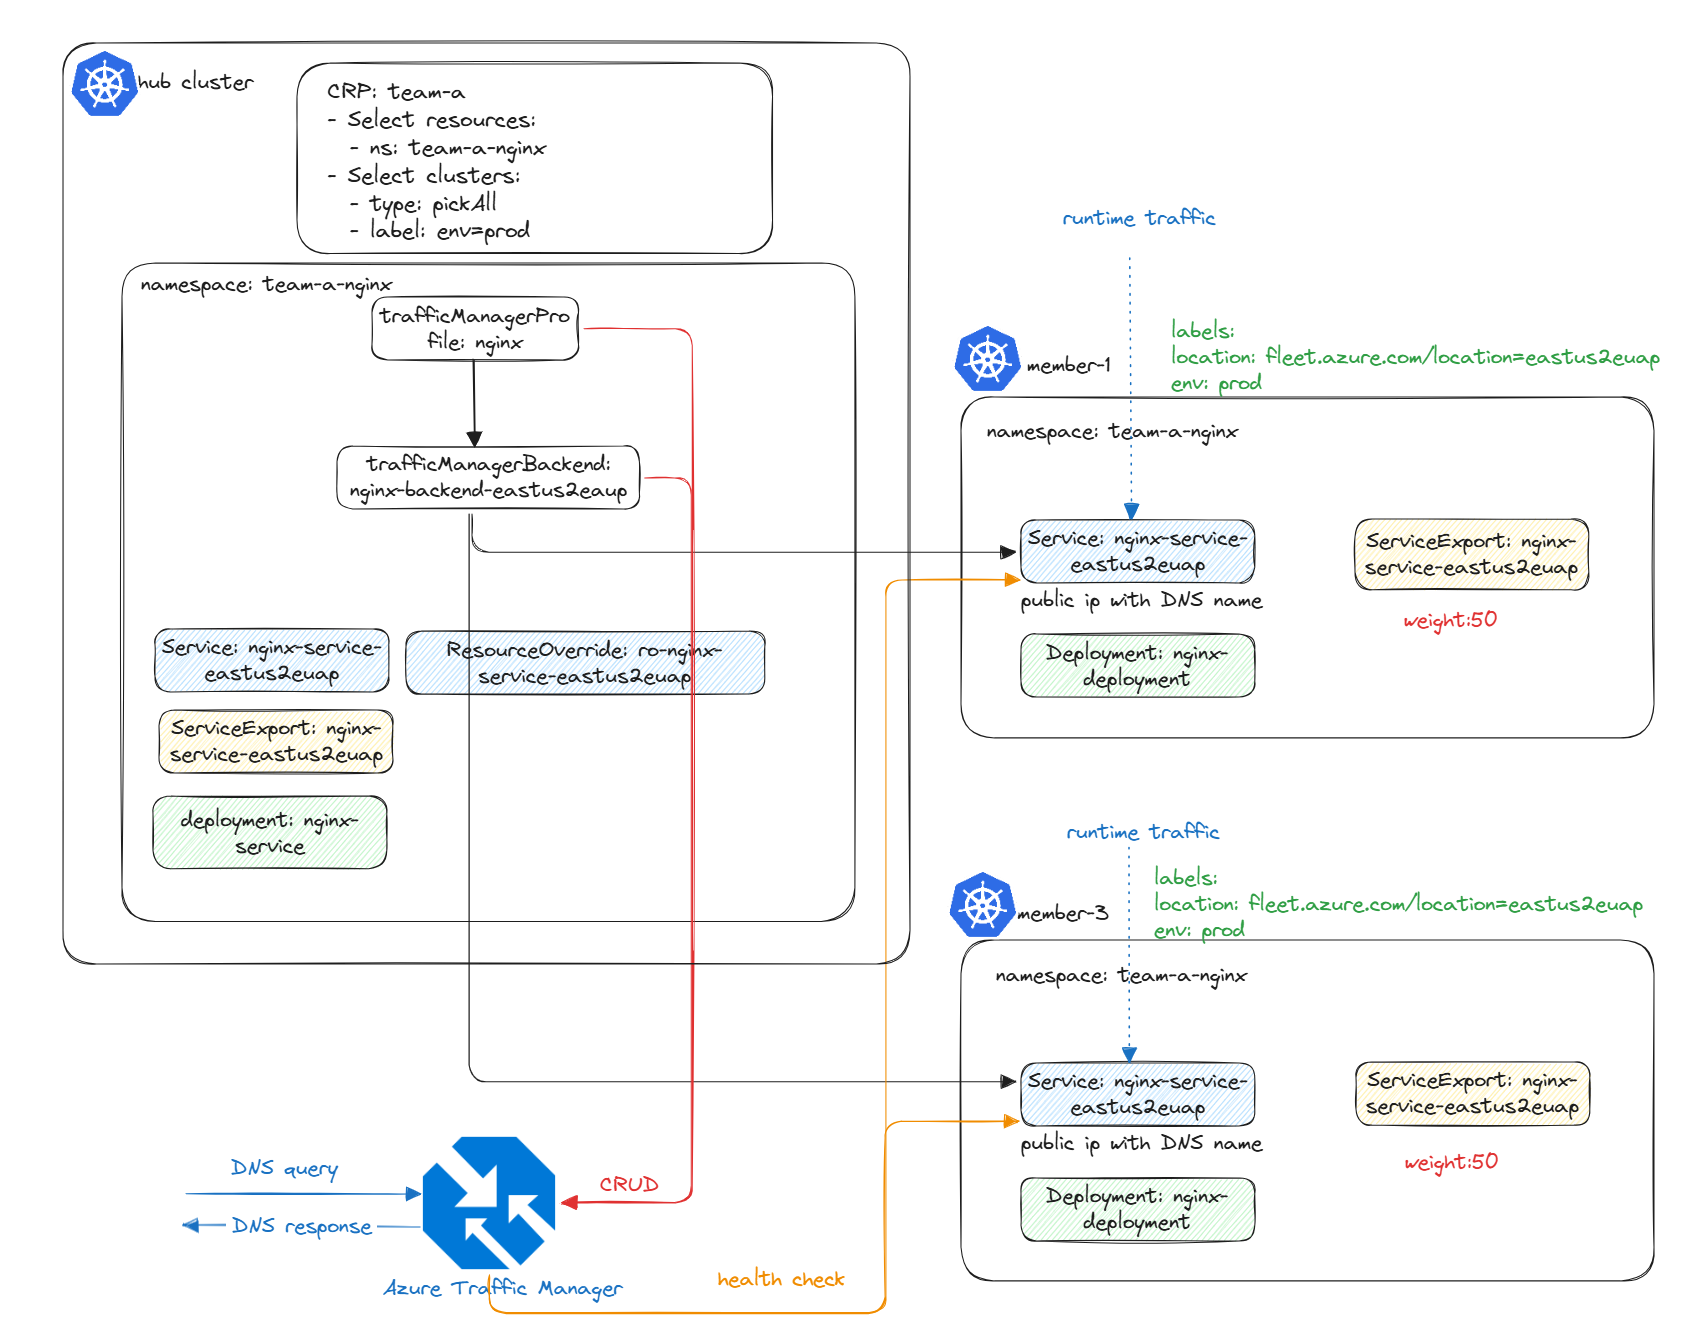 hub cluster
CRP: team-a
- Select resources:
- ns: team-a-nginx
- Select clusters:
- type: pickAll
- label: env=prod
namespace: team-a-nginx
trafficManagerPro
file: nginx
trafficManagerBackend:
nginx-backend-eastus2eaup
Service: nginx-service-
eastus2euap
ResourceOverride: ro-nginx-
service-eastus2euap
ServiceExport: nginx-
service-eastus2euap
deployment: nginx-
service
runtime traffic
member-1
labels:
location: fleet.azure.com/location=eastus2euap
env: prod
namespace: team-a-nginx
Service: nginx-service-
eastus2euap
public ip with DNS name
ServiceExport: nginx-
service-eastus2euap
weight:50
Deployment: nginx-
deployment
runtime traffic
member-3
labels:
location: fleet.azure.com/location=eastus2euap
env: prod
namespace: team-a-nginx
Service: nginx-service-
eastus2euap
public ip with DNS name
ServiceExport: nginx-
service-eastus2euap
weight:50
Deployment: nginx-
deployment
DNS query
DNS response
CRUD
Azure Traffic Manager
health check